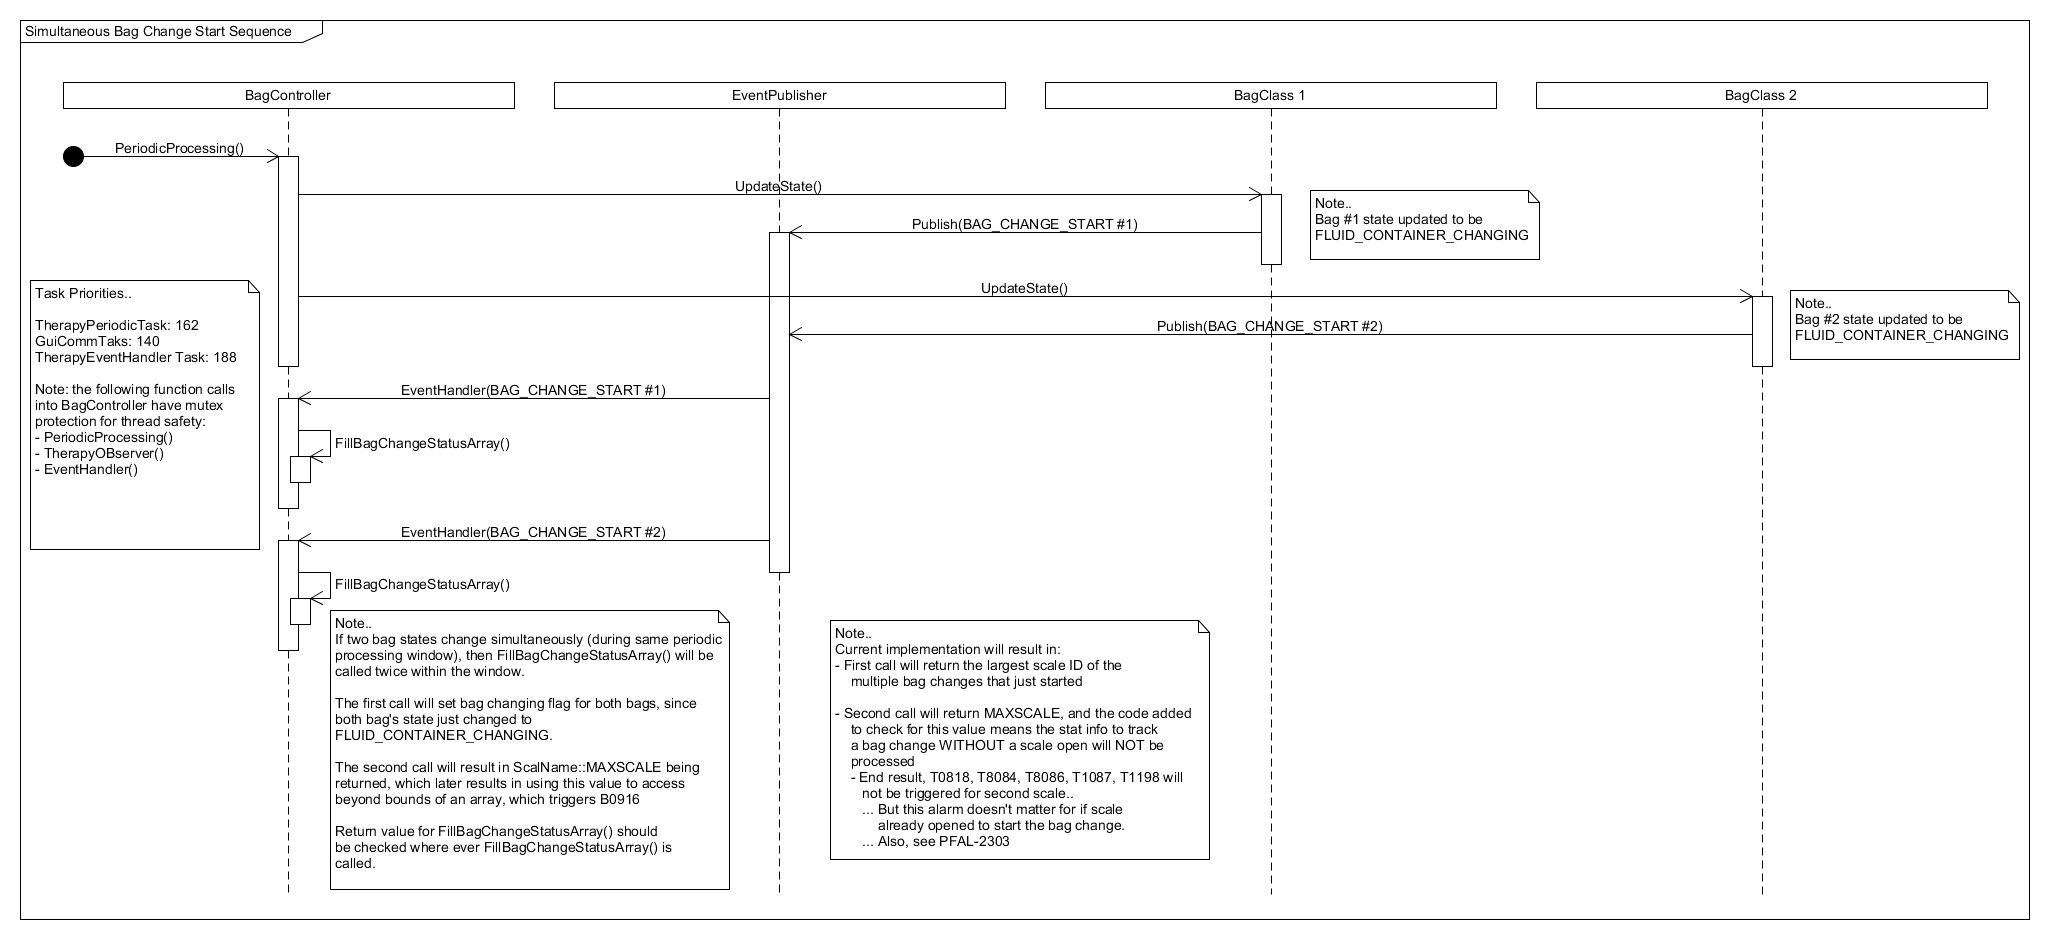 Simultaneous Bag Change Start Sequence
BagController
EventPublisher
BagClass 1
BagClass 2
PeriodicProcessing()
UpdateState()
Note..
Bag #1 state updated to be
FLUID_CONTAINER_CHANGING
Publish(BAG_CHANGE_START #1)
Task Priorities..
TherapyPeriodicTask: 162
GuiCommTaks: 140
TherapyEventHandler Task: 188
Note: the following function calls
into BagController have mutex
protection for thread safety:
- PeriodicProcessing()
- TherapyOBserver()
- EventHandler()
UpdateState()
Note..
Bag #2 state updated to be
FLUID_CONTAINER_CHANGING
Publish(BAG_CHANGE_START #2)
EventHandler(BAG_CHANGE_START #1)
FillBagChangeStatusArray()
EventHandler(BAG_CHANGE_START #2)
FillBagChangeStatusArray()
Note..
If two bag states change simultaneously (during same periodic
processing window), then FillBagChangeStatusArray() will be
called twice within the window.
The first call will set bag changing flag for both bags, since
both bag's state just changed to
FLUID_CONTAINER_CHANGING.
The second call will result in ScalName::MAXSCALE being
returned, which later results in using this value to access
beyond bounds of an array, which triggers B0916
Return value for FillBagChangeStatusArray() should
be checked where ever FillBagChangeStatusArray() is
called.
Note..
Current implementation will result in:
- First call will return the largest scale ID of the
multiple bag changes that just started
- Second call will return MAXSCALE, and the code added
to check for this value means the stat info to track
a bag change WITHOUT a scale open will NOT be
processed
- End result, T0818, T8084, T8086, T1087, T1198 will
not be triggered for second scale..
... But this alarm doesn't matter for if scale
already opened to start the bag change.
... Also, see PFAL-2303